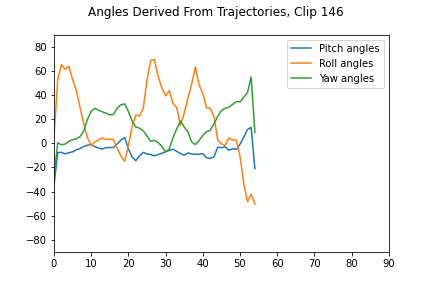 Angles Derived From Trajectories, Clip 146
Pitch angles
Roll angles
Yaw angles
80
60
40
20
0
−20
−40
−60
−80
0 10 20 30 40 50 60 70 80 90